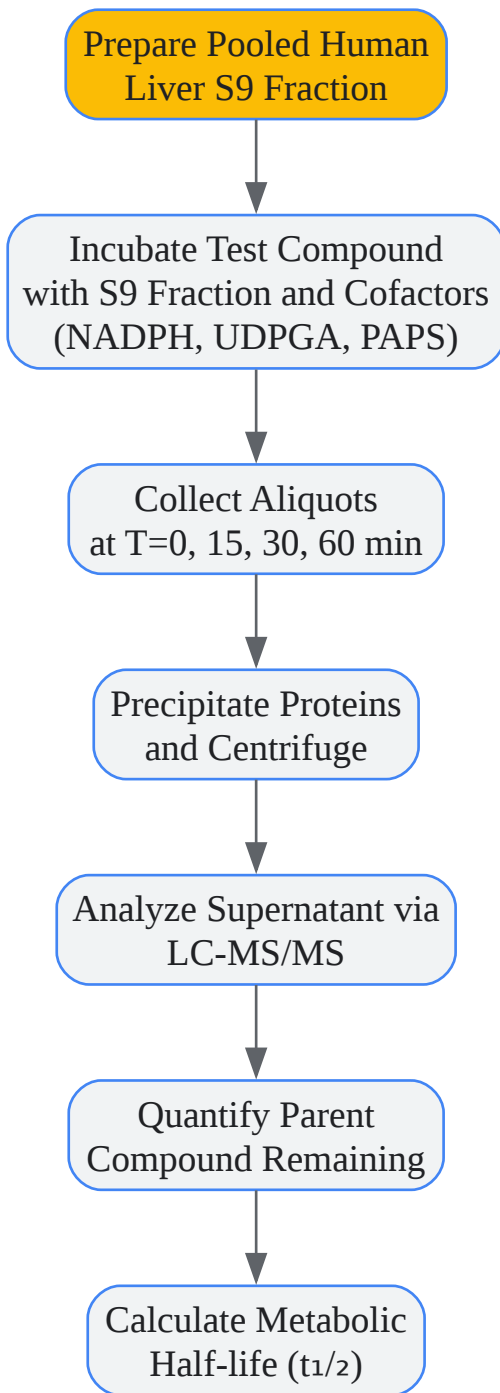 Prepare Pooled Human
Liver S9 Fraction
Incubate Test Compound
with S9 Fraction and Cofactors
(NADPH, UDPGA, PAPS)
Collect Aliquots
at T=0, 15, 30, 60 min
Precipitate Proteins
and Centrifuge
Analyze Supernatant via
LC-MS/MS
Quantify Parent
Compound Remaining
Calculate Metabolic
Half-life (t₁/₂)